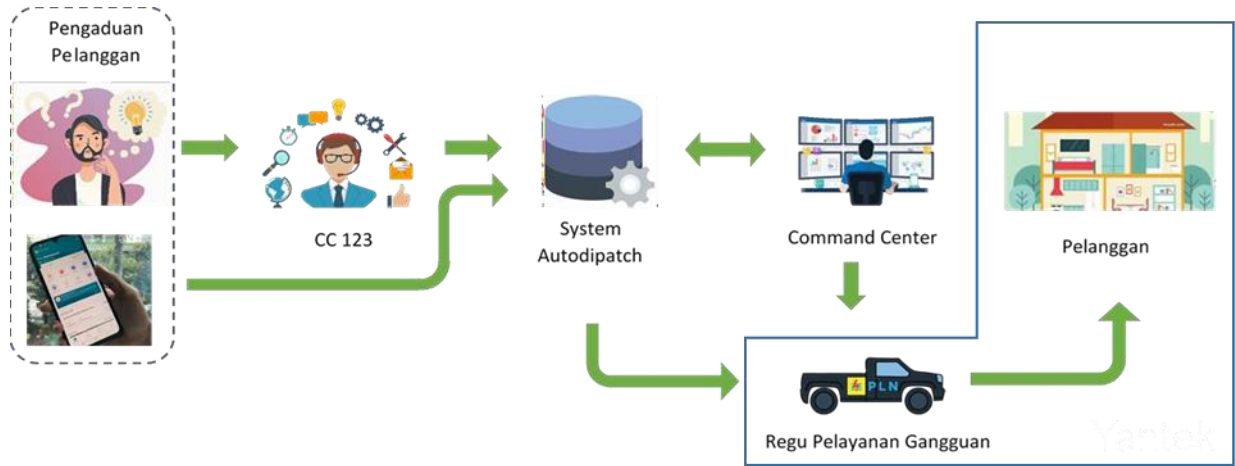 Pengaduan
Pelanggan
CC 123
System
Autodipatch
Command Center
Pelanggan
PLN
Regu Pelayanan Gangguan
Yantek